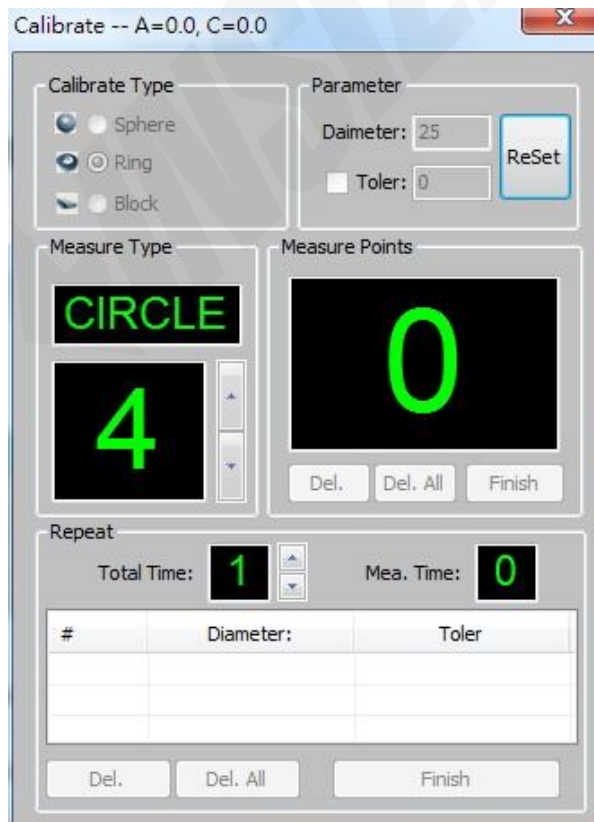 Calibrate -- A=0.0, C=0.0
X
Calibrate Type
Sphere
Ring
Block
Parameter
Daimeter: 25
Toler: 0
ReSet
Measure Type
CIRCLE
4
Measure Points
0
Del. Del. All Finish
Repeat
Total Time: 1 Mea. Time: 0
# Diameter: Toler
Del. Del. All Finish